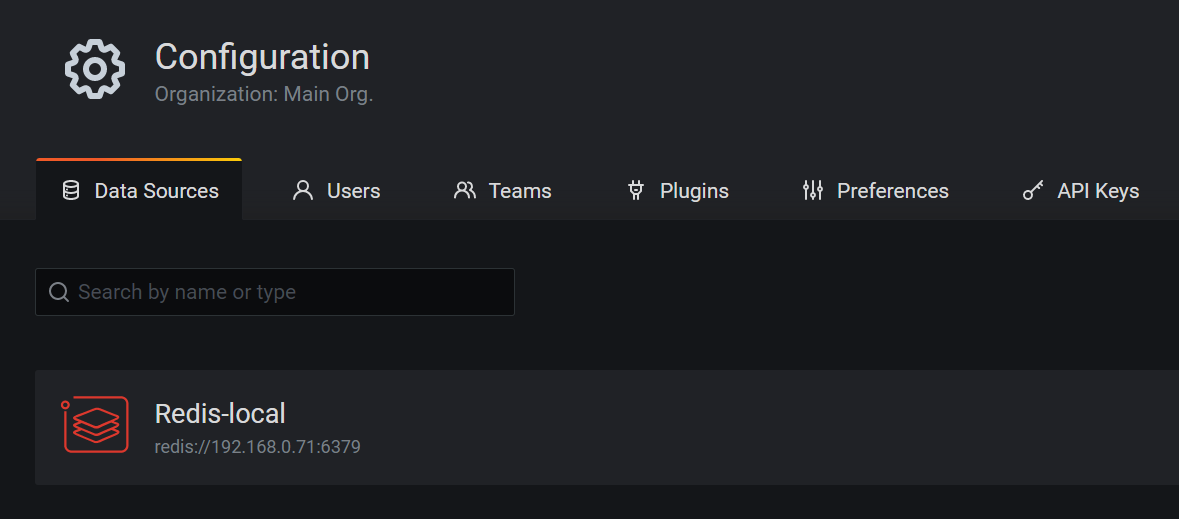 Configuration
Organization: Main Org.
Data Sources Users Teams Plugins Preferences API Keys
Search by name or type
Redis-local
redis://192.168.0.71:6379